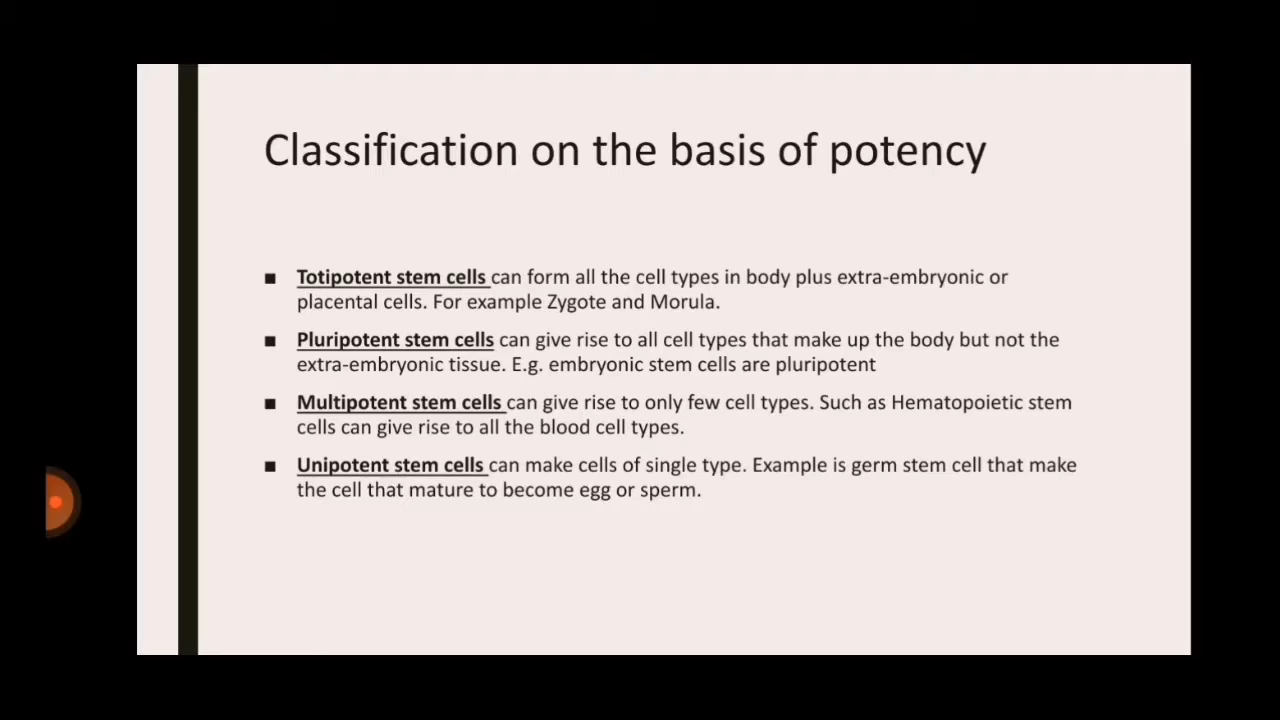 Classification on the basis of potency
▪ Totipotent stem cells can form all the cell types in body plus extra-embryonic or
placental cells. For example Zygote and Morula.
▪ Pluripotent stem cells can give rise to all cell types that make up the body but not the
extra-embryonic tissue. E.g. embryonic stem cells are pluripotent
▪ Multipotent stem cells can give rise to only few cell types. Such as Hematopoietic stem
cells can give rise to all the blood cell types.
▪ Unipotent stem cells can make cells of single type. Example is germ stem cell that make
the cell that mature to become egg or sperm.